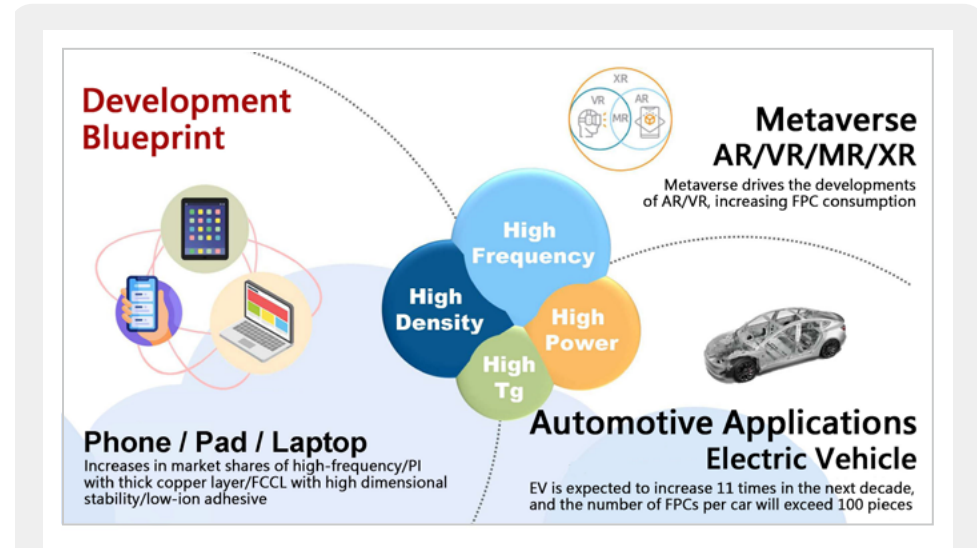 Development
Blueprint
XR
VR
AR
MR
Metaverse
AR/VR/MR/XR
Metaverse drives the developments
of AR/VR, increasing FPC consumption
High
Frequency
High
Density
High
Power
High
Tg
Phone / Pad / Laptop
Increases in market shares of high-frequency/PI
with thick copper layer/FCCL with high dimensional
stability/low-ion adhesive
Automotive Applications
Electric Vehicle
EV is expected to increase 11 times in the next decade,
and the number of FPCs per car will exceed 100 pieces